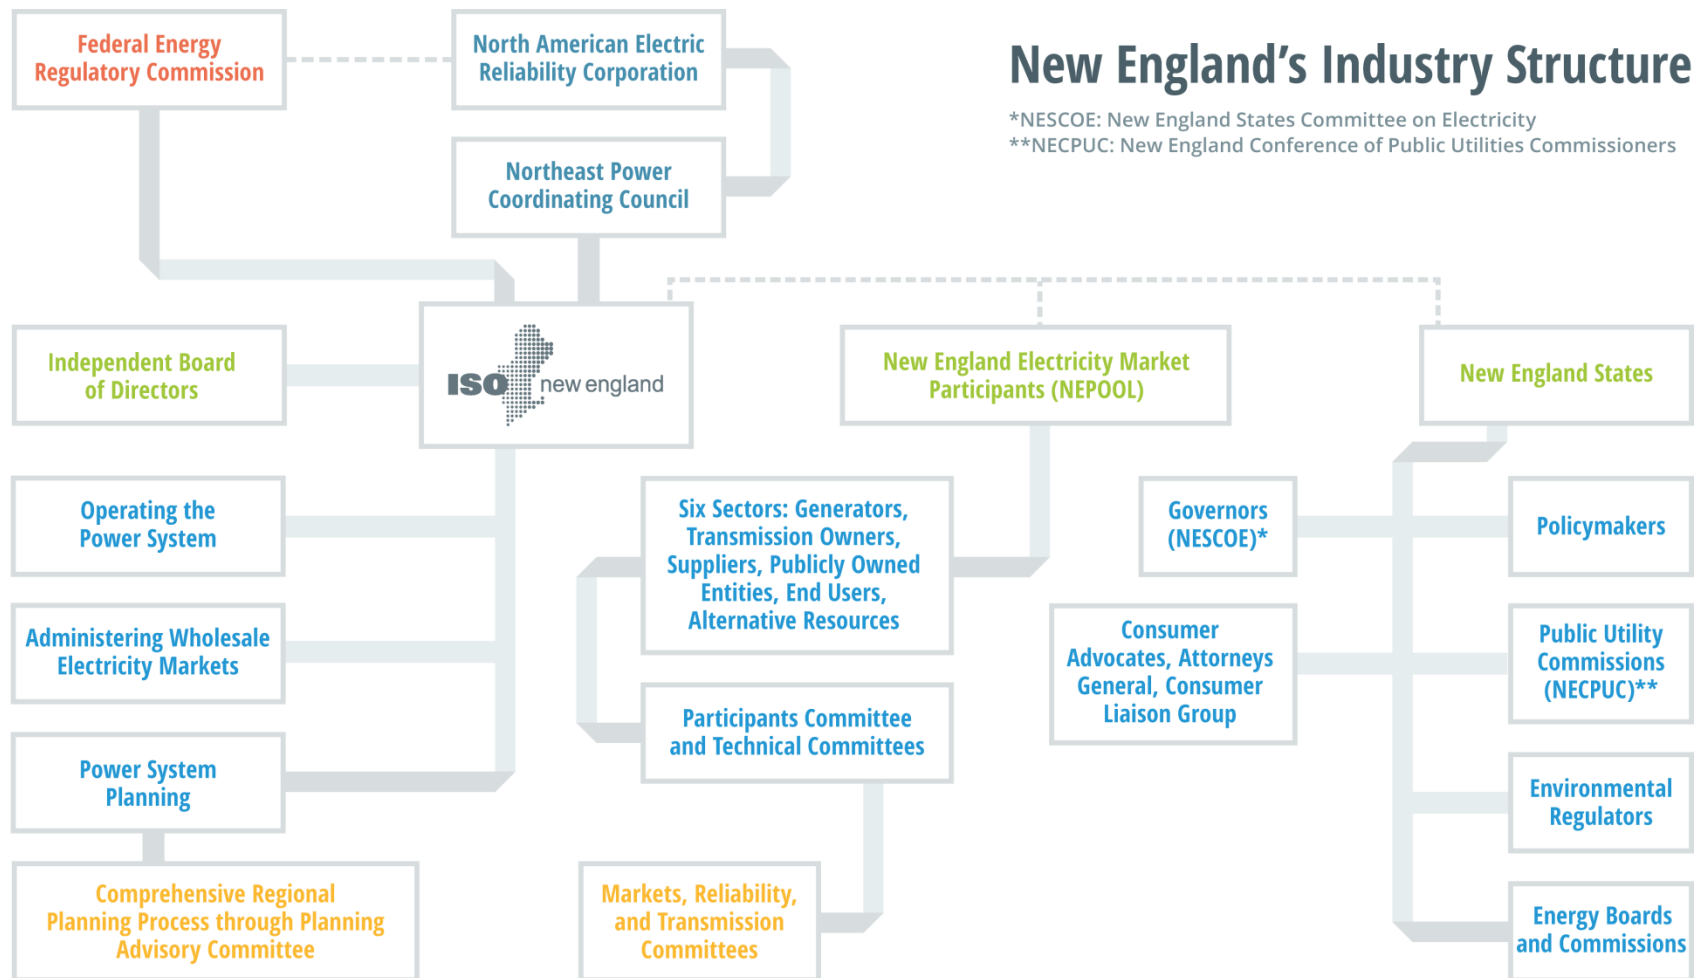 Federal Energy
Regulatory Commission
North American Electric
Reliability Corporation
New England’s Industry Structure
*NESCOE: New England States Committee on Electricity
**NECPUC: New England Conference of Public Utilities Commissioners
Northeast Power
Coordinating Council
Independent Board
of Directors
ISO new england
New England Electricity Market
Participants (NEPOOL)
New England States
Operating the
Power System
Administering Wholesale
Electricity Markets
Power System
Planning
Comprehensive Regional
Planning Process through Planning
Advisory Committee
Six Sectors: Generators,
Transmission Owners,
Suppliers, Publicly Owned
Entities, End Users,
Alternative Resources
Participants Committee
and Technical Committees
Markets, Reliability,
and Transmission
Committees
Governors
(NESCOE)*
Policymakers
Consumer
Advocates, Attorneys
General, Consumer
Liaison Group
Public Utility
Commissions
(NECPUC)**
Environmental
Regulators
Energy Boards
and Commissions